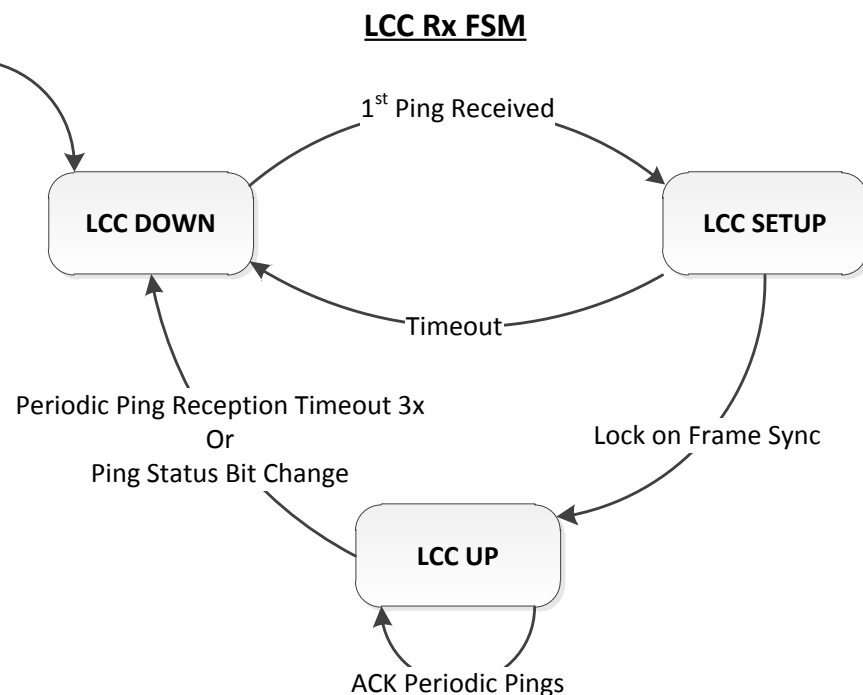 LCC Rx FSM
1st Ping Received
LCC DOWN
LCC SETUP
Timeout
Periodic Ping Reception Timeout 3x
Or
Ping Status Bit Change
Lock on Frame Sync
LCC UP
ACK Periodic Pings